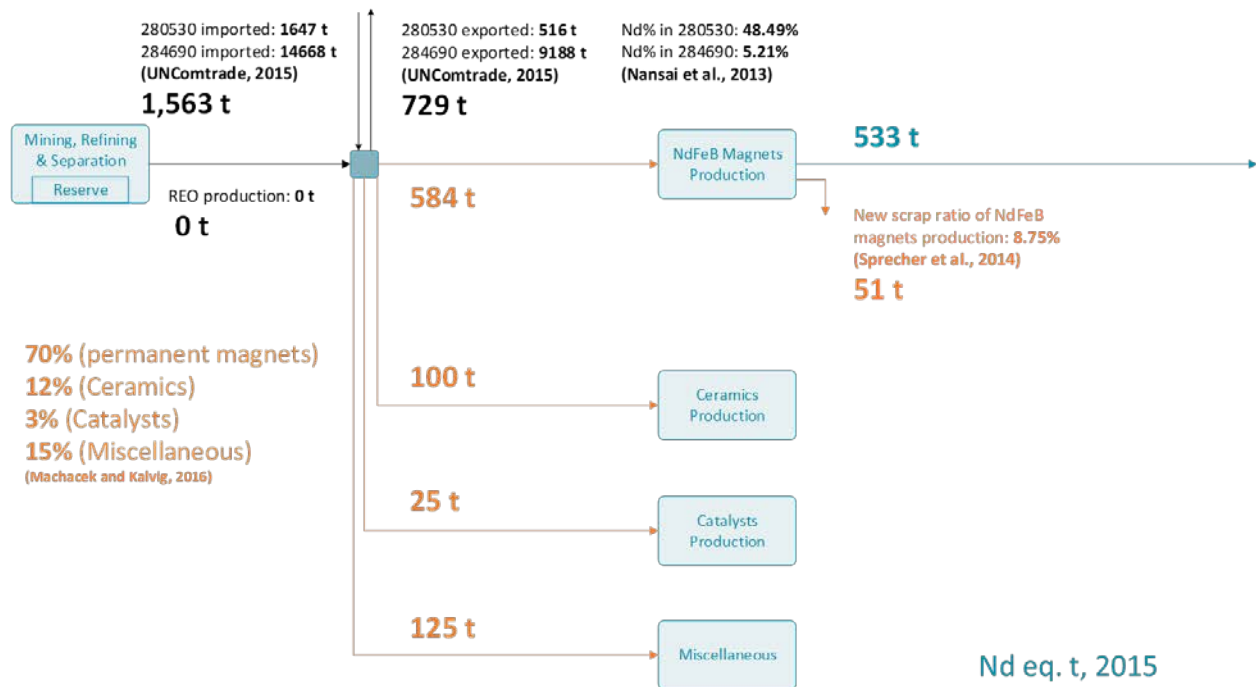 280530 imported: 1647 t
284690 imported: 14668 t
(UNComtrade, 2015)
1,563 t
280530 exported: 516 t
284690 exported: 9188 t
(UNComtrade, 2015)
729 t
Nd% in 280530: 48.49%
Nd% in 284690: 5.21%
(Nansai et al., 2013)
Mining, Refining
& Separation
Reserve
REO production: 0 t
0 t
584 t
NdFeB Magnets
Production
533 t
New scrap ratio of NdFeB
magnets production: 8.75%
(Sprecher et al., 2014)
51 t
70% (permanent magnets)
12% (Ceramics)
3% (Catalysts)
15% (Miscellaneous)
(Machacek and Kalvig, 2016)
100 t
Ceramics
Production
25 t
Catalysts
Production
125 t
Miscellaneous
Nd eq. t, 2015